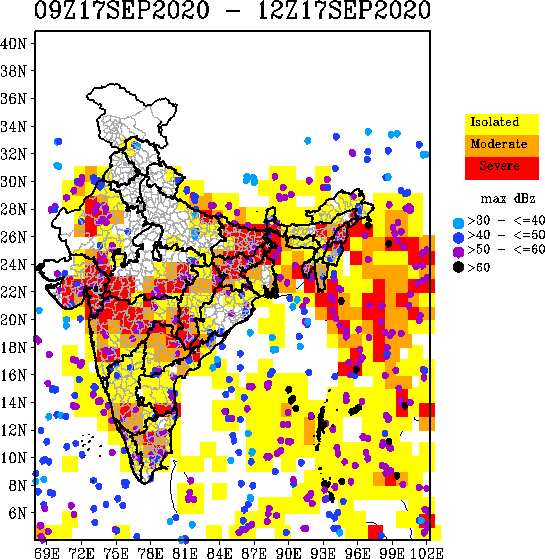 09Z17SEP2020 - 12Z17SEP2020
40N
38N
36N
34N
32N
30N
28N
26N
24N
22N
20N
18N
16N
14N
12N
10N
8N
6N
69E 72E 75E 78E 81E 84E 87E 90E 93E 96E 99E 102E
Isolated
Moderate
Severe
max dBz
>30 - <=40
>40 - <=50
>50 - <=60
>60